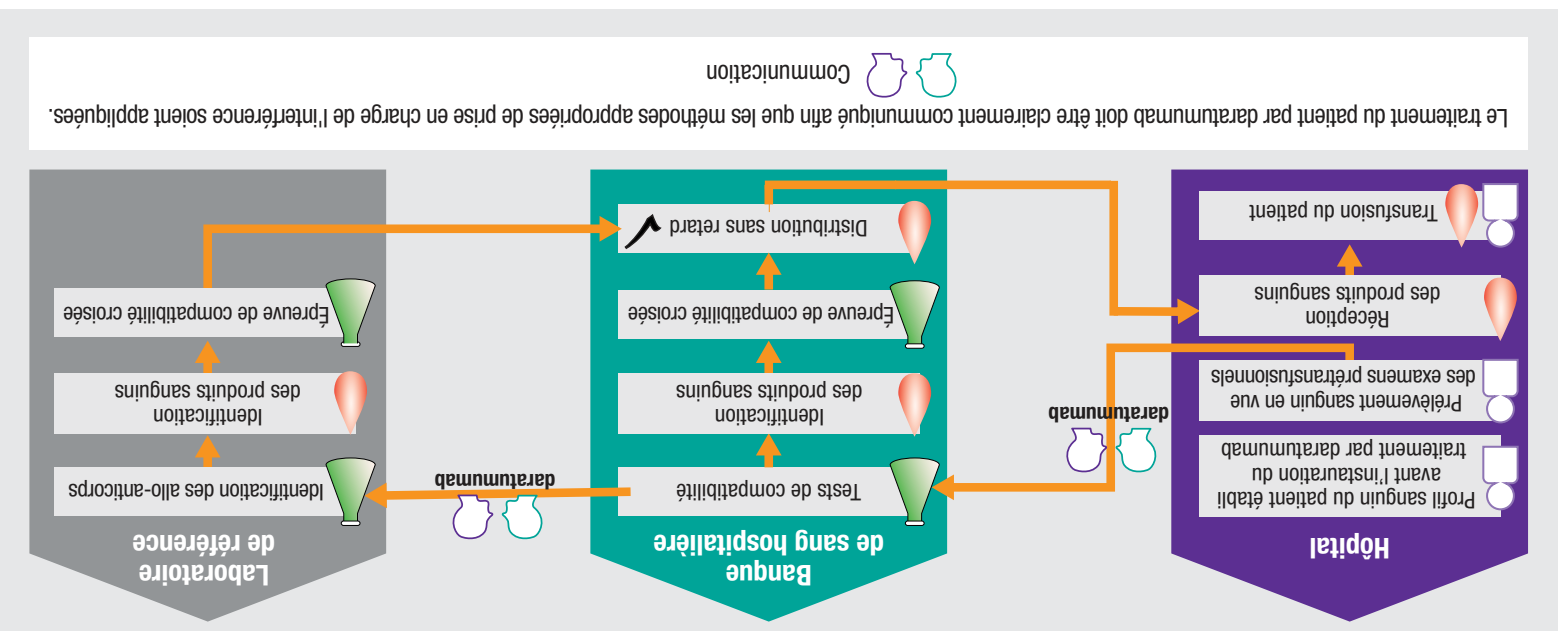 Hôpital
Profil sanguin du patient établi
avant l'instauration du
traitement par daratumumab
Prélèvement sanguin en vue
des examens prétransfusionnels
Réception
des produits sanguins
Transfusion du patient
daratumumab
Banque
de sang hospitalière
Tests de compatibilité
Identification
des produits sanguins
Épreuve de compatibilité croisée
Distribution sans retard
daratumumab
Laboratoire
de référence
Identification des allo-anticorps
Identification
des produits sanguins
Épreuve de compatibilité croisée
Le traitement du patient par daratumumab doit être clairement communiqué afin que les méthodes appropriées de prise en charge de l'interférence soient appliquées.
Communication